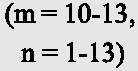 (m = 10-13,
n = 1-13)